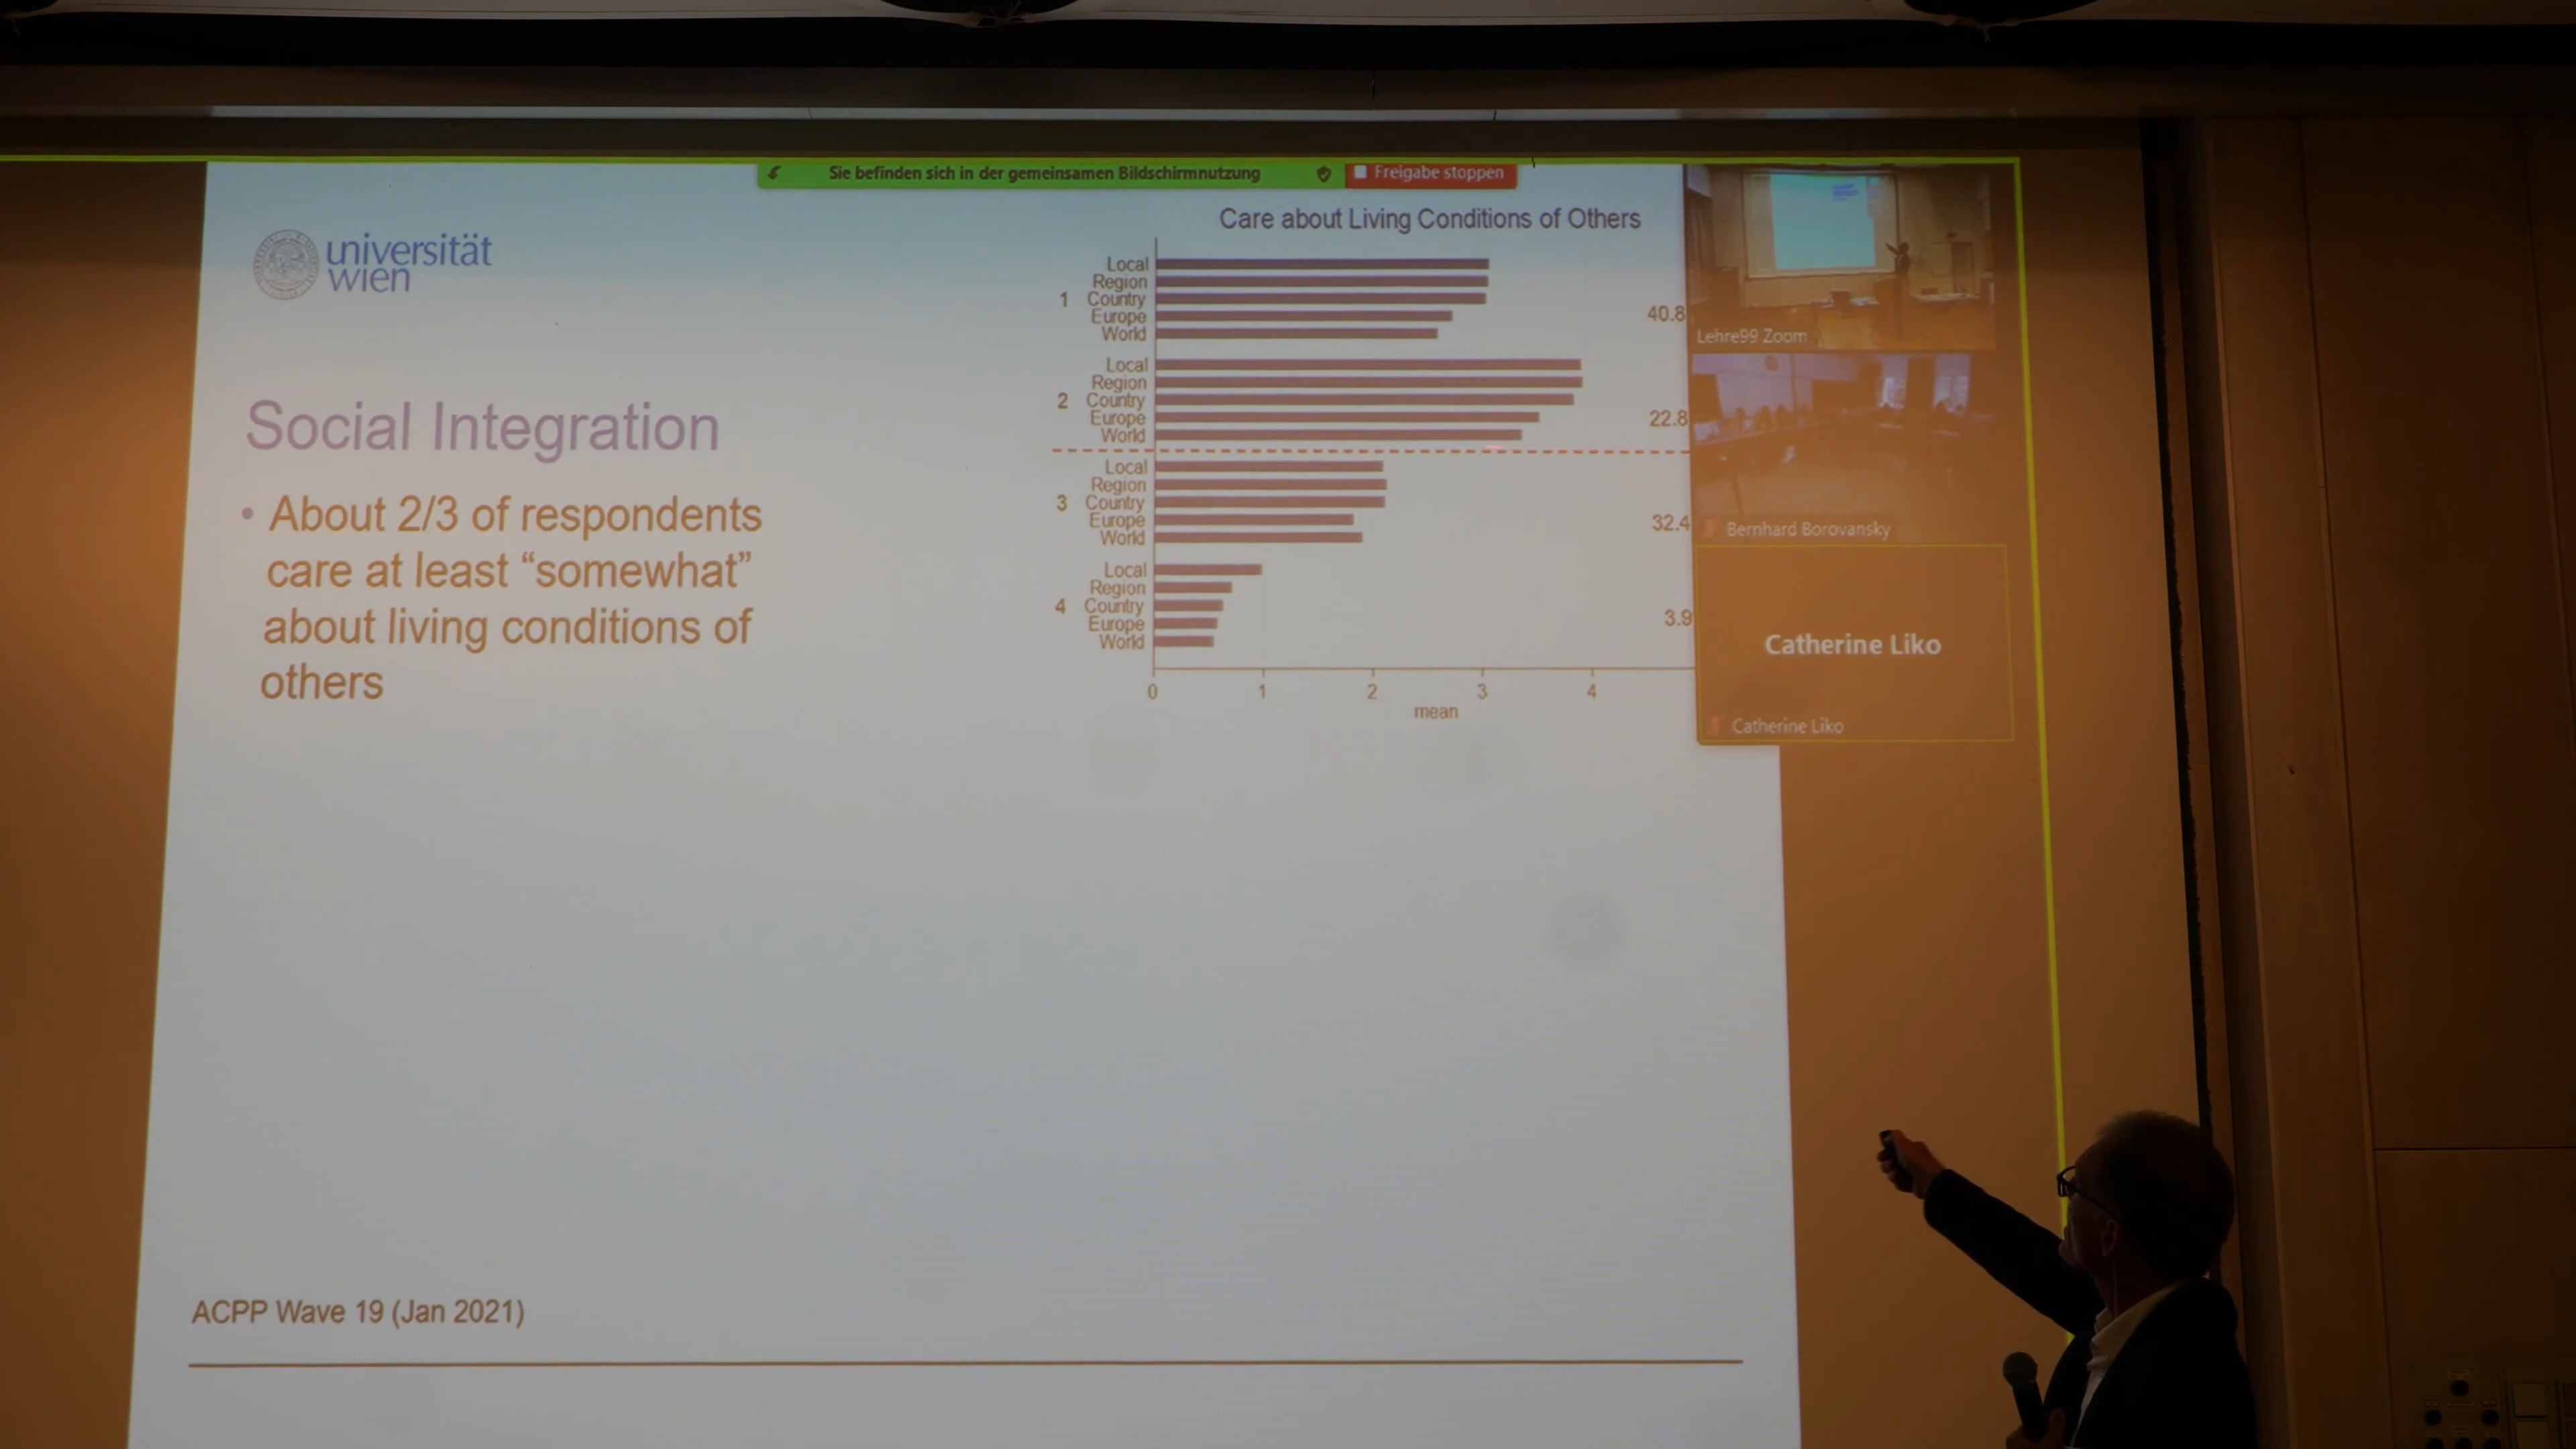 Sie befinden sich in der gemeinsamen Bildschirmnutzung
Freigabe stoppen
universität
wien
Social Integration
• About 2/3 of respondents
care at least “somewhat”
about living conditions of
others
Care about Living Conditions of Others
1
Local
Region
Country
Europe
World
40.8
2
Local
Region
Country
Europe
World
22.8
3
Local
Region
Country
Europe
World
32.4
4
Local
Region
Country
Europe
World
3.9
0 1 2 3 4
mean
Lehre99 Zoom
Bernhard Borovansky
Catherine Liko
Catherine Liko
ACPP Wave 19 (Jan 2021)